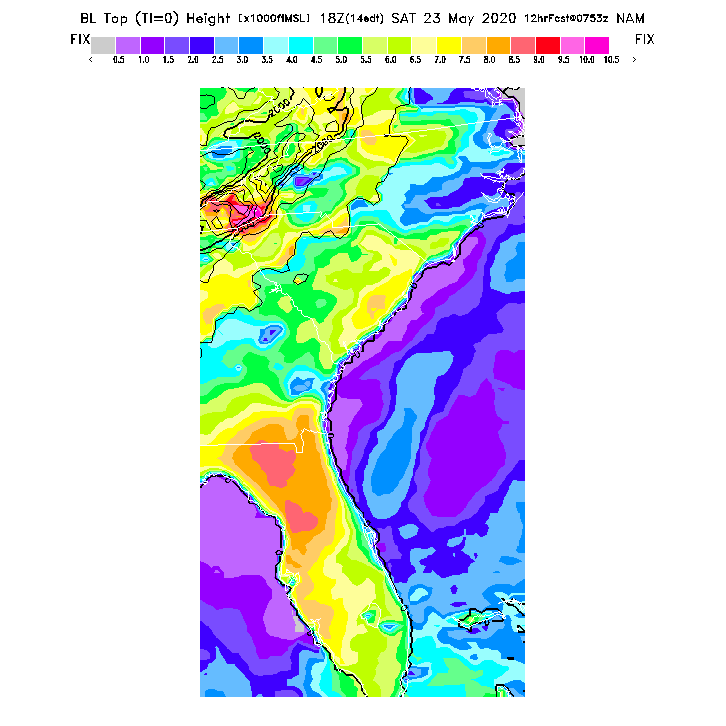 BL Top (TI=0) Height [x1000ftMSL] 18Z(14edt) SAT 23 May 2020 12hrFcst@0753z NAM
FIX FIX
< 0.5 1.0 1.5 2.0 2.5 3.0 3.5 4.0 4.5 5.0 5.5 6.0 6.5 7.0 7.5 8.0 8.5 9.0 9.5 10.0 10.5 >
2000
2000
2000